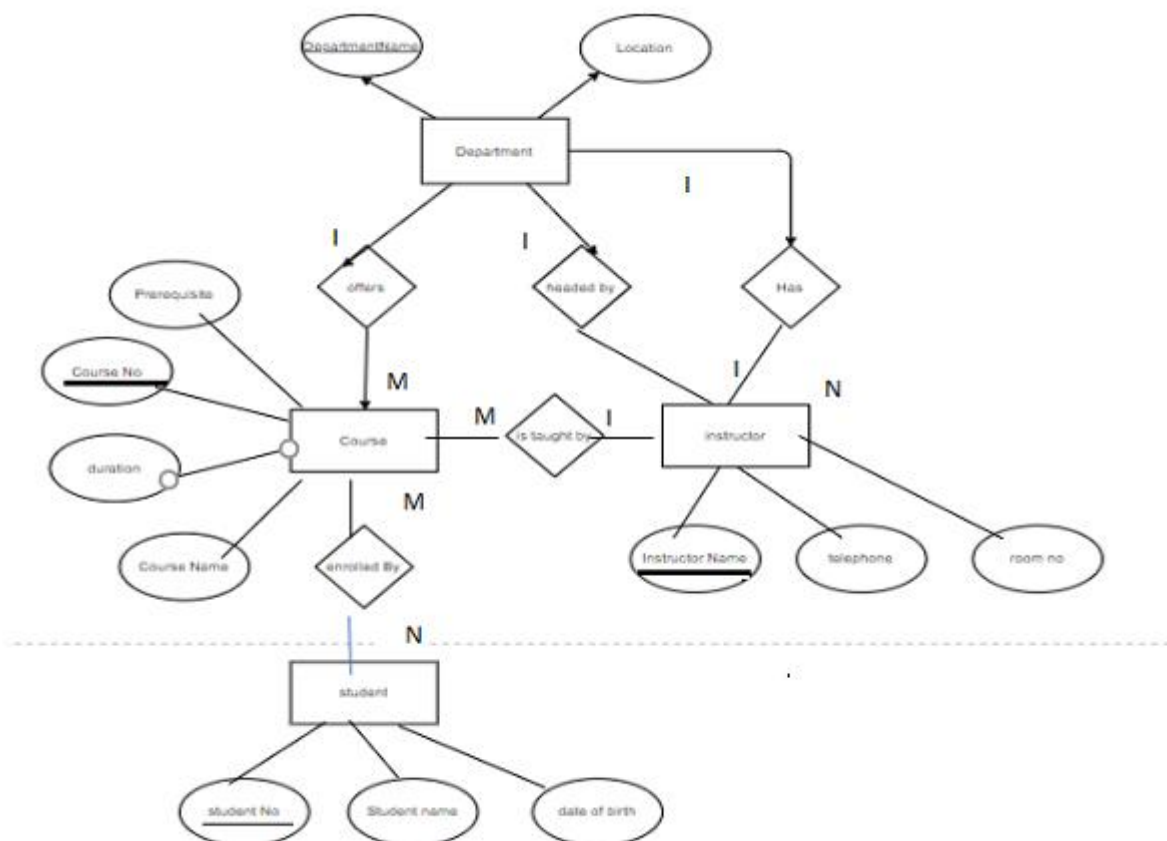 DepartmentName
Location
Department
I
I
I
offers
headed by
Has
Prerequisite
Course No
M
I
N
Course
M
is taught by
I
instructor
duration
M
Course Name
enrolled By
Instructor Name
telephone
room no
N
student
student No
Student name
date of birth